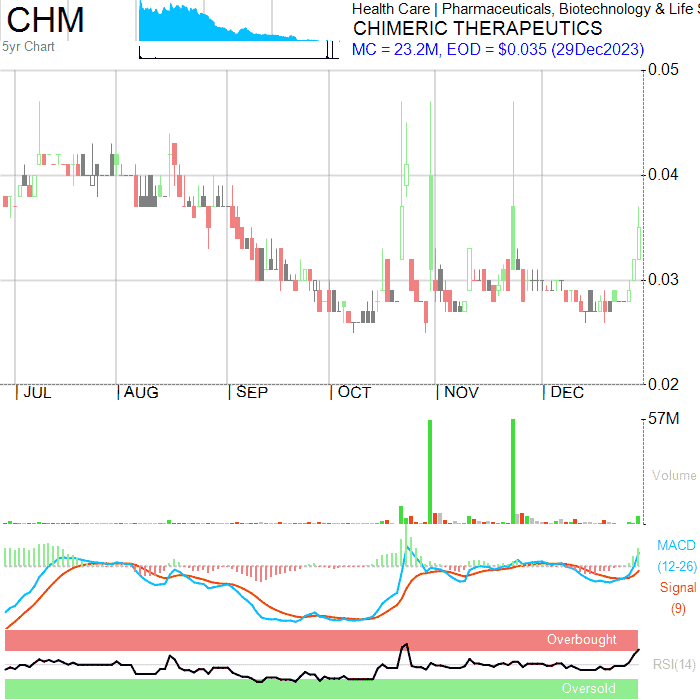 CHM
5yr Chart
Health Care | Pharmaceuticals, Biotechnology & Life S
CHIMERIC THERAPEUTICS
MC = 23.2M, EOD = $0.035 (29Dec2023)
0.05
0.04
0.03
0.02
JUL AUG SEP OCT NOV DEC
57M
Volume
MACD
(12-26)
Signal
(9)
Overbought
RSI(14)
Oversold